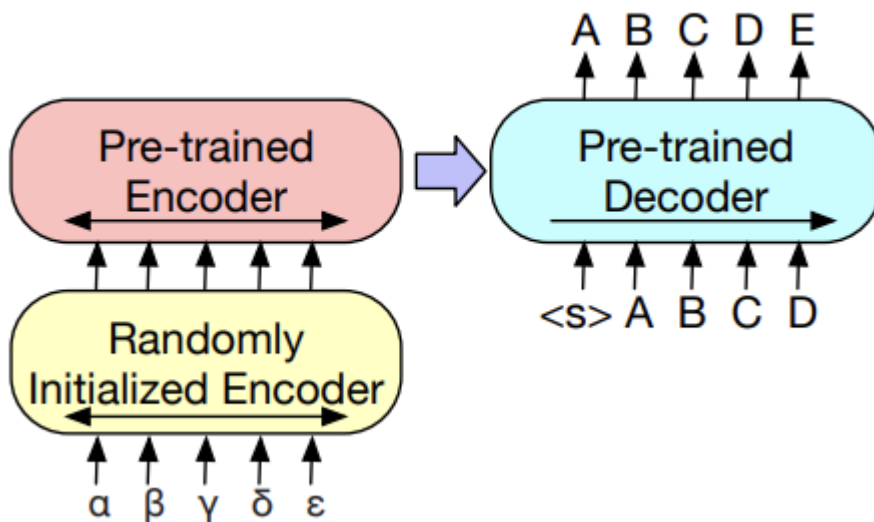 A B C D E
Pre-trained
Encoder
Pre-trained
Decoder
<s> A B C D
Randomly
Initialized Encoder
α β γ δ ε